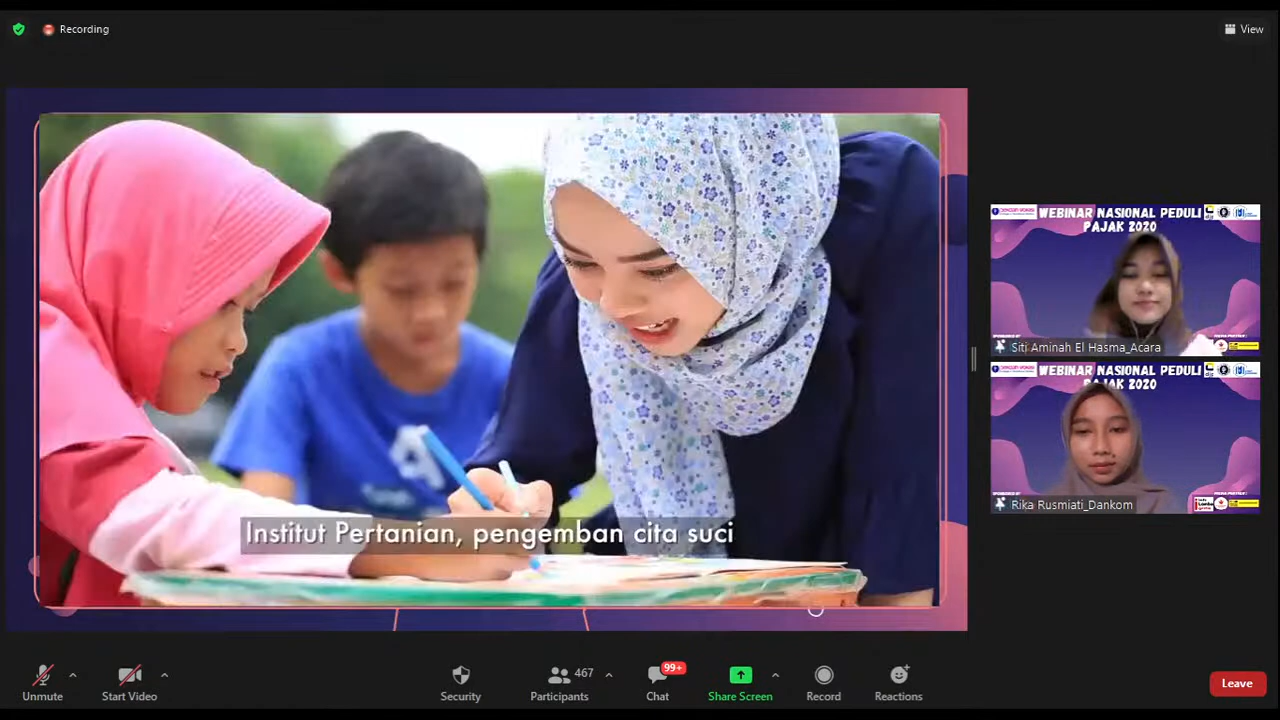 Recording
View
Institut Pertanian, pengemban cita suci
WEBINAR NASIONAL PEDULI
PAJAK 2020
Siti Aminah El Hasma_Acara
WEBINAR NASIONAL PEDULI
PAJAK 2020
Rika Rusmiati_Dankom
Unmute
Start Video
Security
467
Participants
99+
Chat
Share Screen
Record
Reactions
Leave